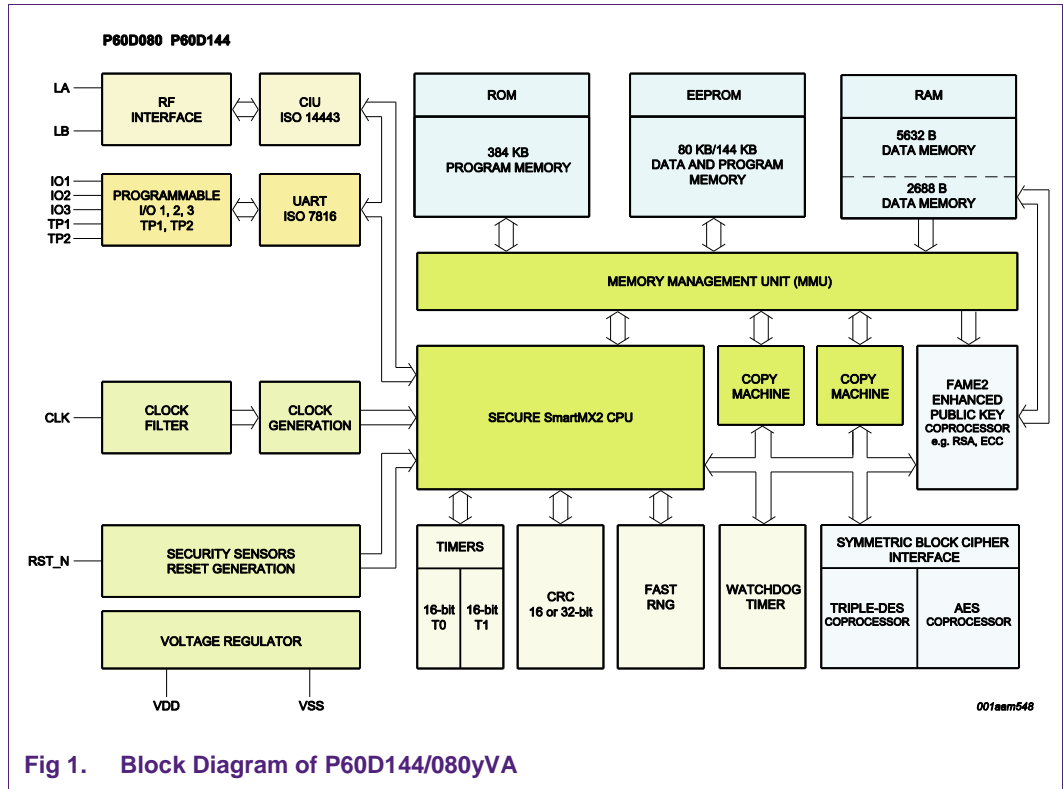 P60D080 P60D144
LA
LB
RF
INTERFACE
CIU
ISO 14443
IO1
IO2
IO3
TP1
TP2
PROGRAMMABLE
I/O 1, 2, 3
TP1, TP2
UART
ISO 7816
CLK
CLOCK
FILTER
CLOCK
GENERATION
RST_N
SECURITY SENSORS
RESET GENERATION
VOLTAGE REGULATOR
VDD
VSS
ROM
384 KB
PROGRAM MEMORY
EEPROM
80 KB/144 KB
DATA AND PROGRAM
MEMORY
RAM
5632 B
DATA MEMORY
2688 B
DATA MEMORY
MEMORY MANAGEMENT UNIT (MMU)
SECURE SmartMX2 CPU
COPY
MACHINE
COPY
MACHINE
FAME2
ENHANCED
PUBLIC KEY
COPROCESSOR
e.g. RSA, ECC
TIMERS
16-bit
T0
16-bit
T1
CRC
16 or 32-bit
FAST
RNG
WATCHDOG
TIMER
SYMMETRIC BLOCK CIPHER
INTERFACE
TRIPLE-DES
COPROCESSOR
AES
COPROCESSOR
001aam548
Fig 1. Block Diagram of P60D144/080yVA